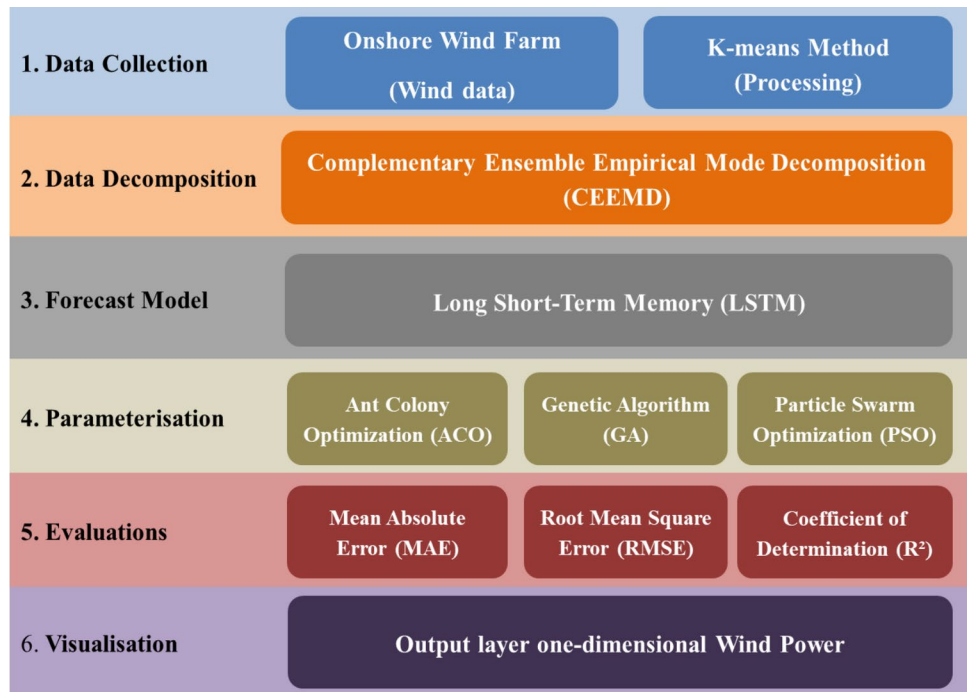 1. Data Collection
Onshore Wind Farm
(Wind data)
K-means Method
(Processing)
2. Data Decomposition
Complementary Ensemble Empirical Mode Decomposition
(CEEMD)
3. Forecast Model
Long Short-Term Memory (LSTM)
4. Parameterisation
Ant Colony
Optimization (ACO)
Genetic Algorithm
(GA)
Particle Swarm
Optimization (PSO)
5. Evaluations
Mean Absolute
Error (MAE)
Root Mean Square
Error (RMSE)
Coefficient of
Determination (R²)
6. Visualisation
Output layer one-dimensional Wind Power